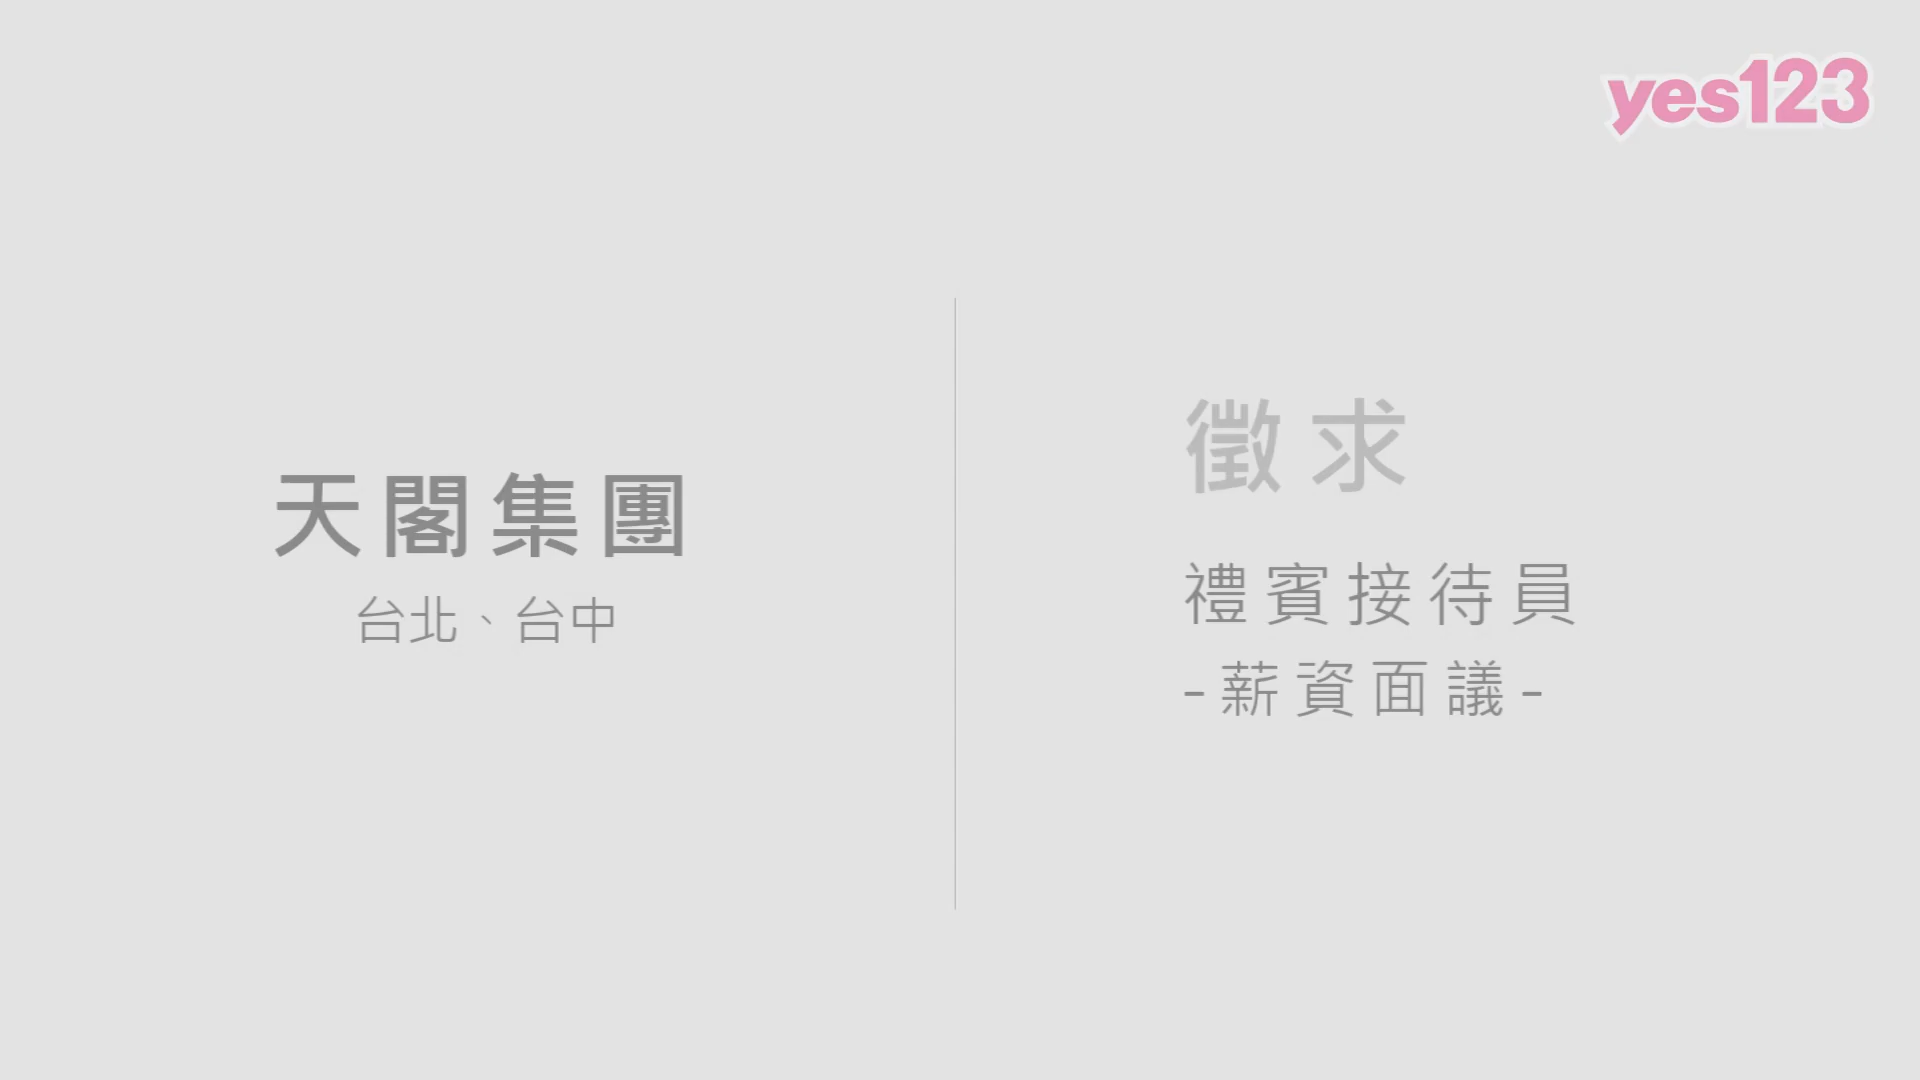 yes123
天閣集團
台北、台中
徵求
禮賓接待員
-薪資面議-